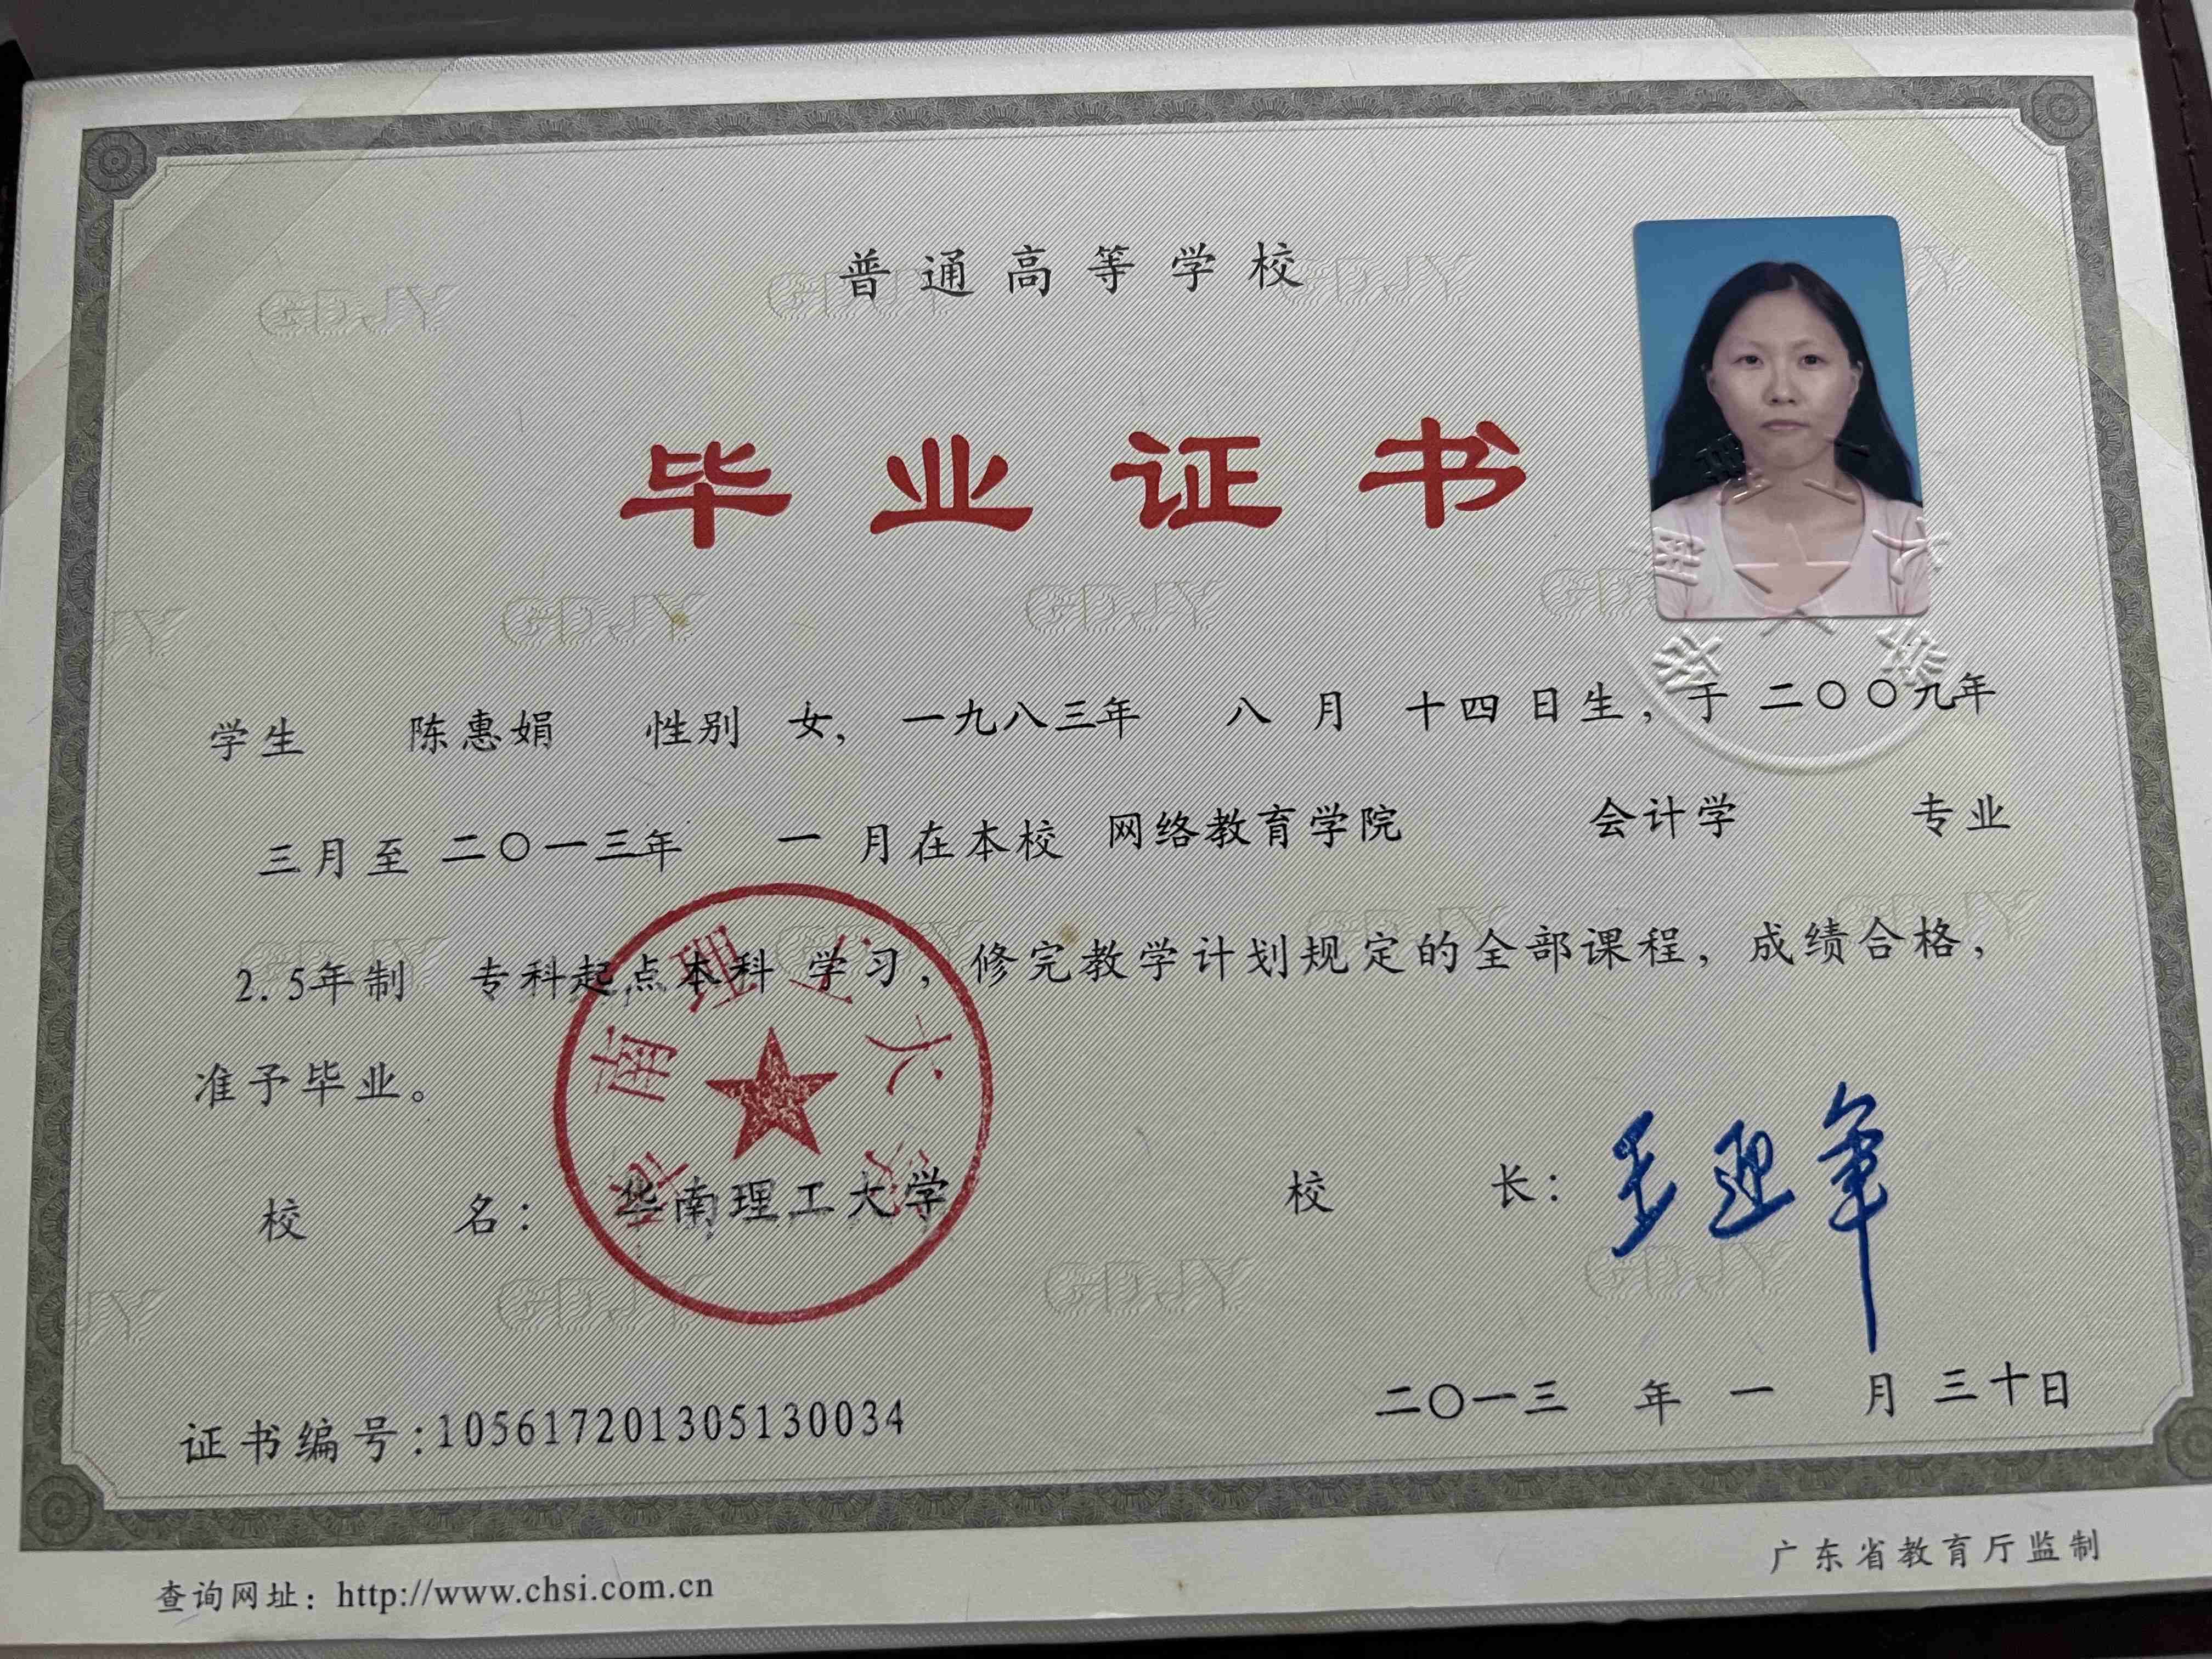 普通高等学校
毕业证书
学生 陈惠娟 性别 女， 一九八三年 八 月 十四 日生，于 二〇〇九年
三月至 二〇一三年 一 月在本校 网络教育学院 会计学 专业
2.5年制 专科起点本科 学习，修完教学计划规定的全部课程，成绩合格，
准予毕业。
校 名： 华南理工大学
校 长：
二〇一三 年 一 月 三十日
证书编号:105617201305130034
查询网址：http://www.chsi.com.cn
广东省教育厅监制
华南理工大学
GDJY